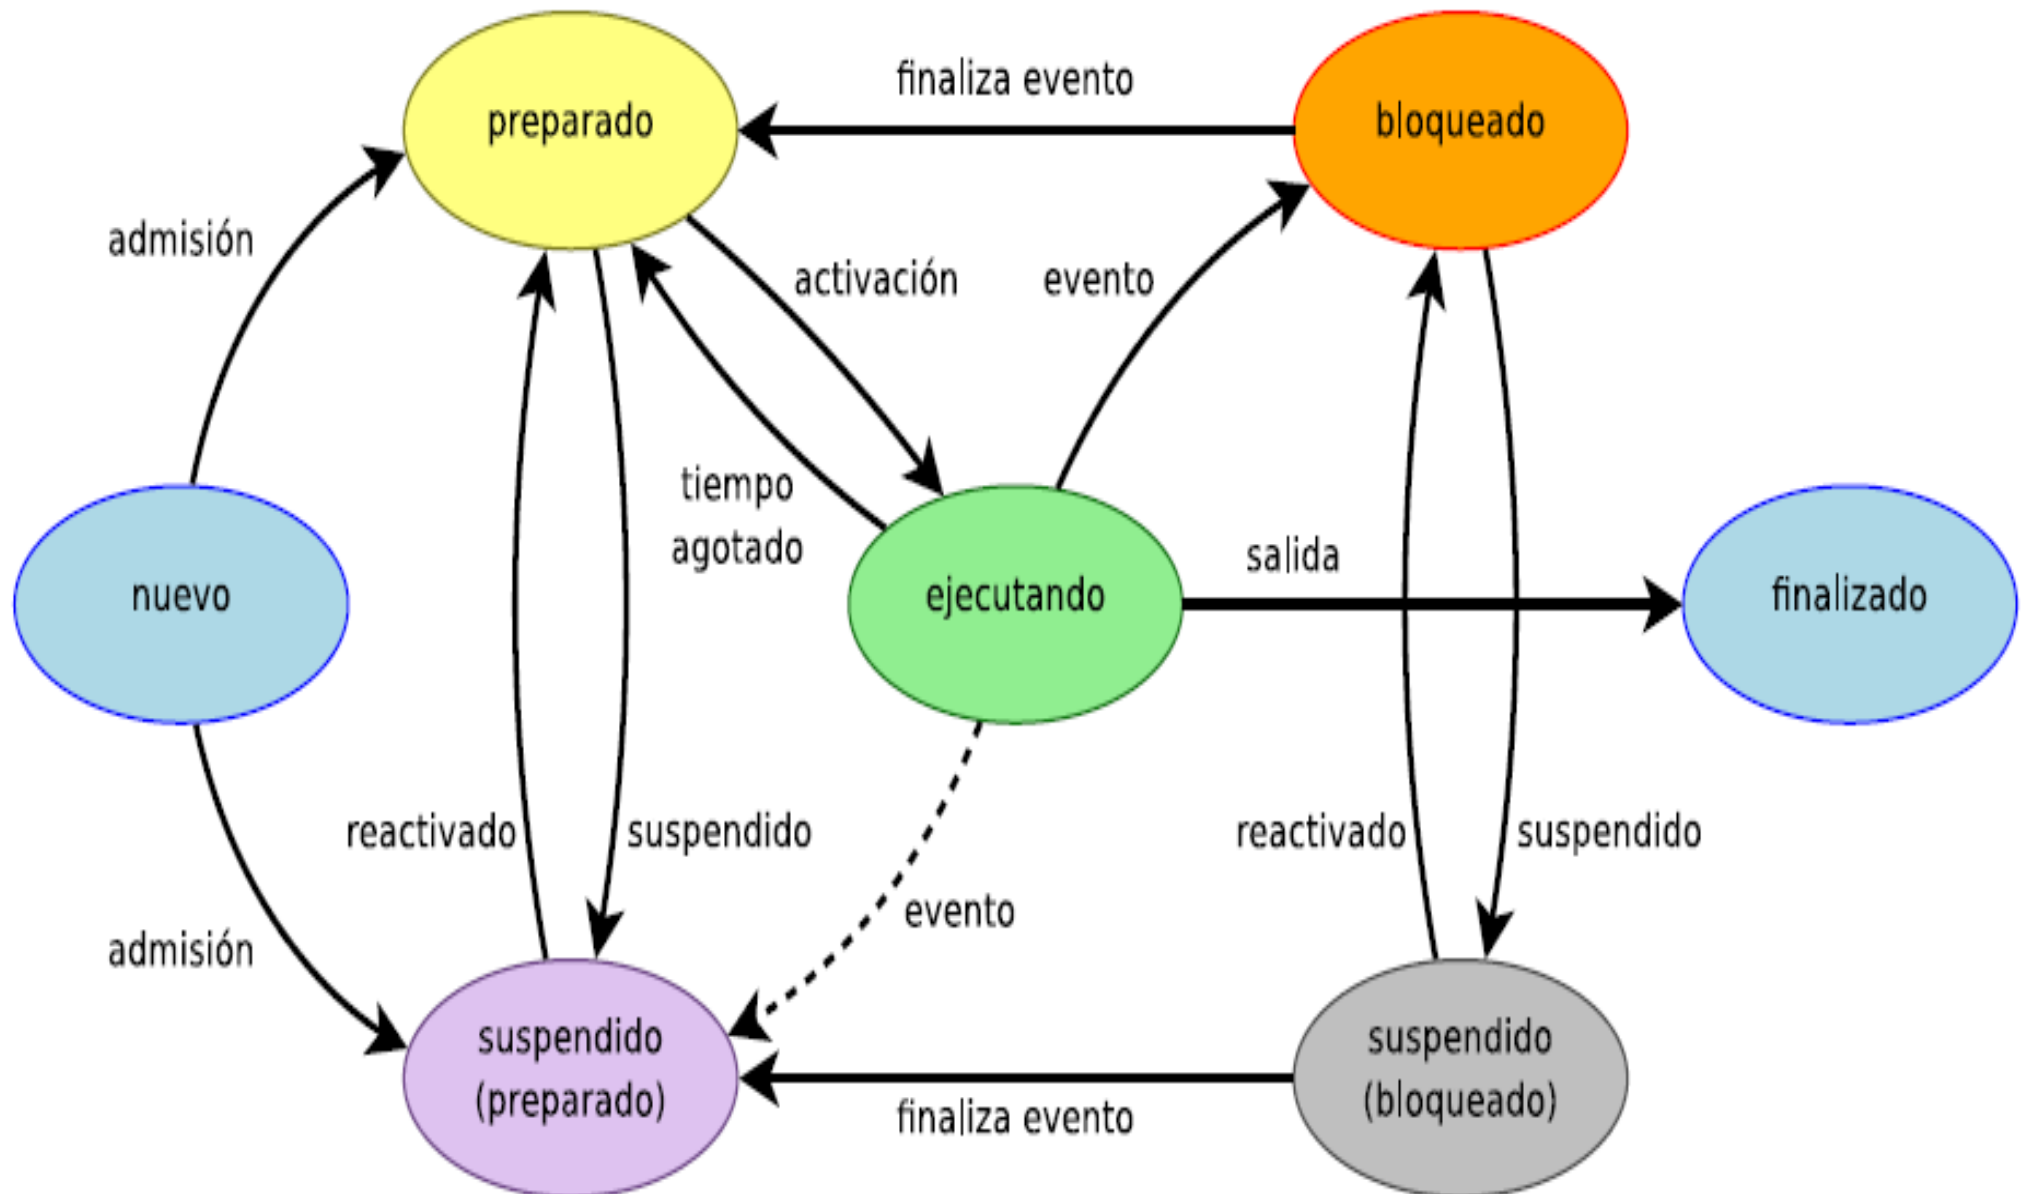 finaliza evento
preparado
bloqueado
admisión
activación
evento
tiempo
agotado
salida
nuevo
ejecutando
finalizado
reactivado
suspendido
reactivado
suspendido
evento
admisión
suspendido
(preparado)
suspendido
(bloqueado)
finaliza evento